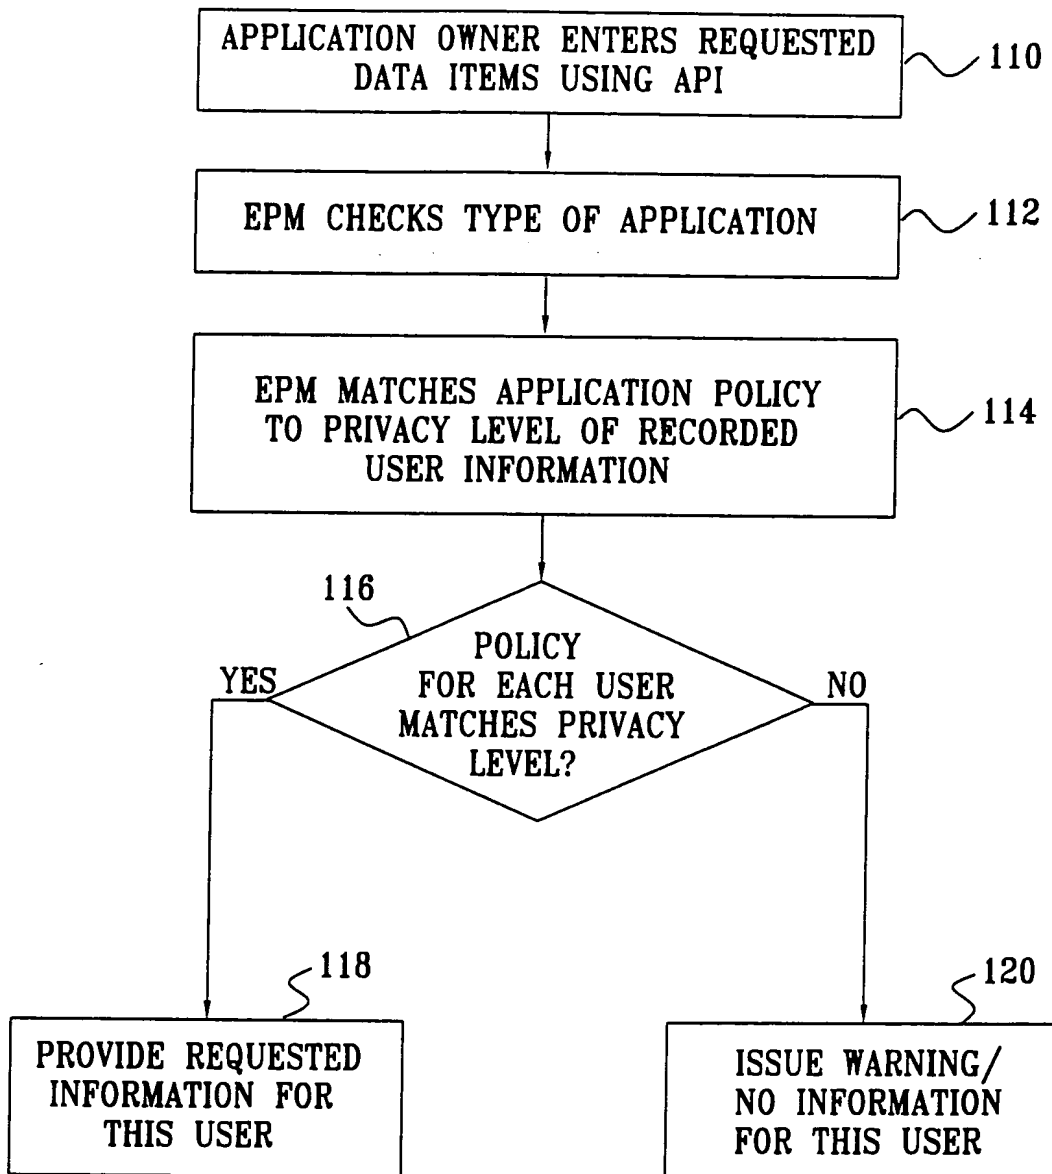 APPLICATION OWNER ENTERS REQUESTED
DATA ITEMS USING API
110
EPM CHECKS TYPE OF APPLICATION
112
EPM MATCHES APPLICATION POLICY
TO PRIVACY LEVEL OF RECORDED
USER INFORMATION
114
116
POLICY
FOR EACH USER
MATCHES PRIVACY
LEVEL?
YES
NO
118
PROVIDE REQUESTED
INFORMATION FOR
THIS USER
120
ISSUE WARNING/
NO INFORMATION
FOR THIS USER